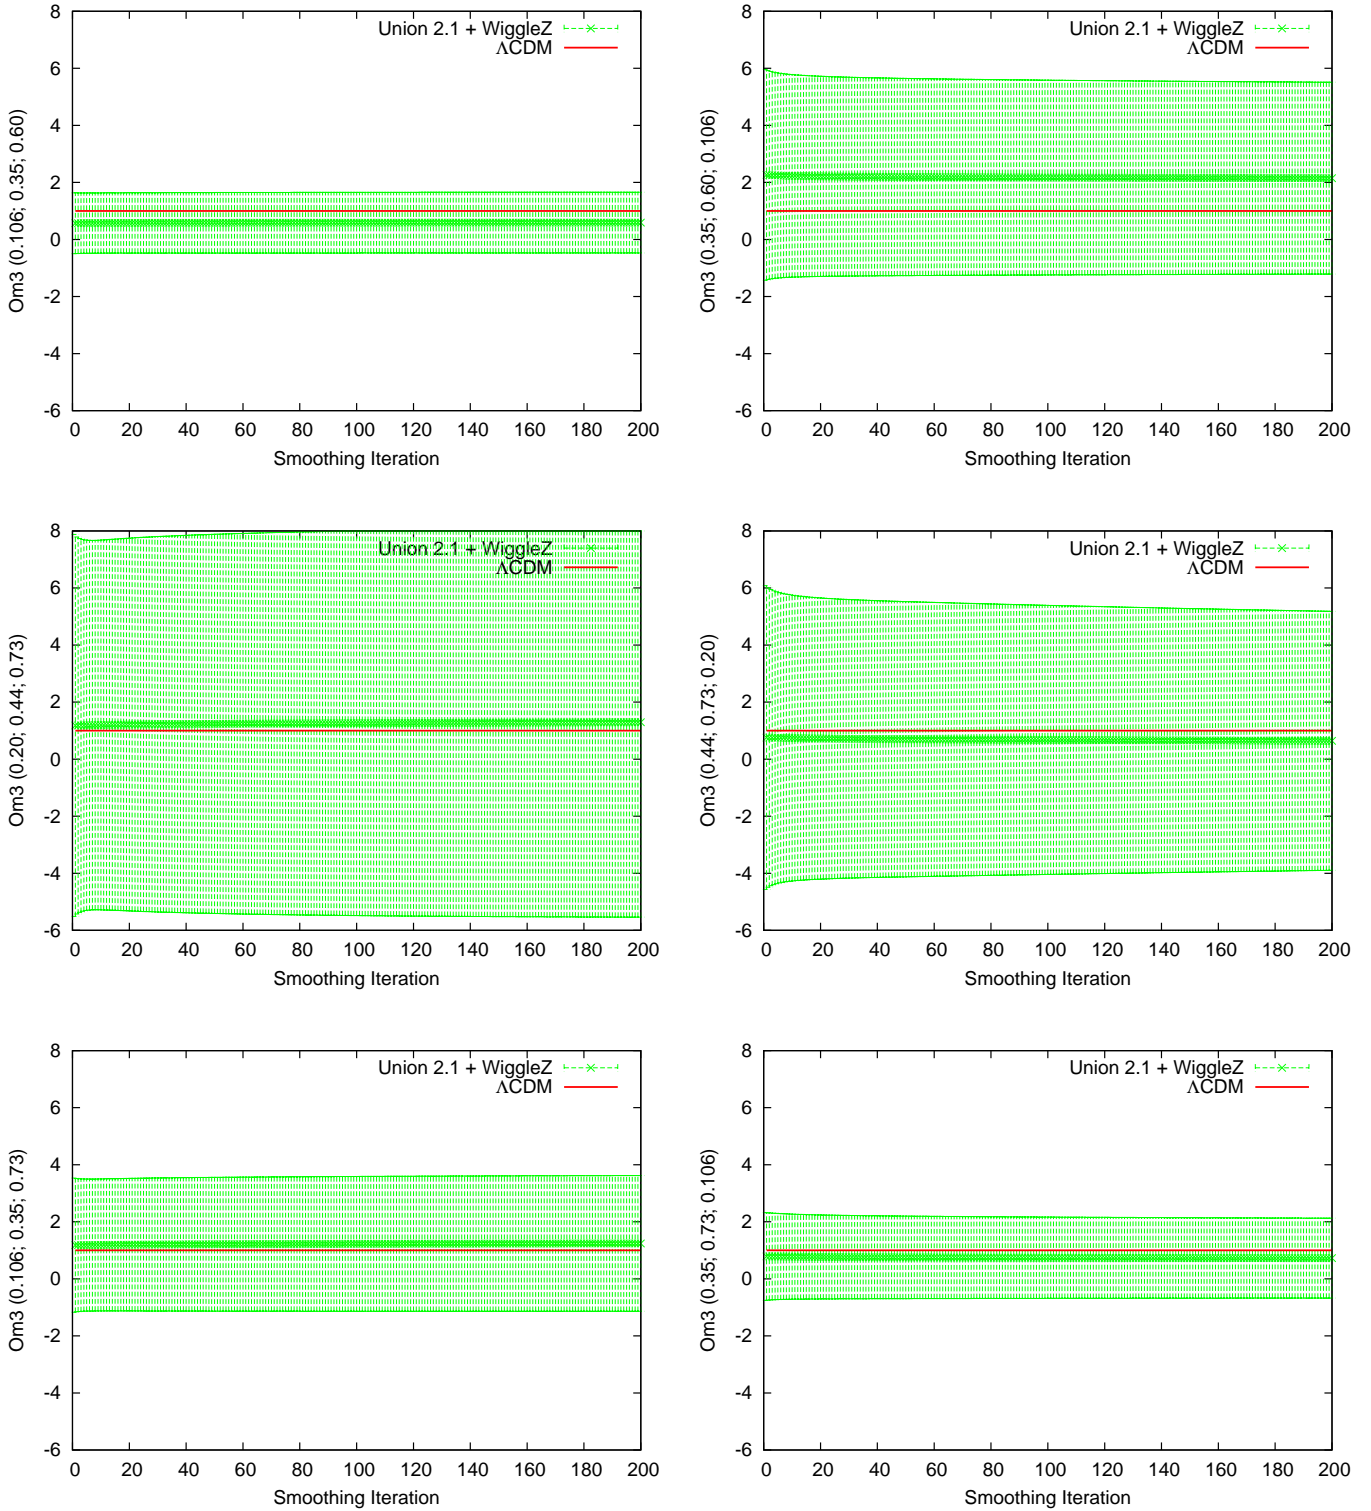 Om3 (0.106; 0.35; 0.60)
8
6
4
2
0
-2
-4
-6
Union 2.1 + WiggleZ
ΛCDM
0 20 40 60 80 100 120 140 160 180 200
Smoothing Iteration
Om3 (0.35; 0.60; 0.106)
8
6
4
2
0
-2
-4
-6
Union 2.1 + WiggleZ
ΛCDM
0 20 40 60 80 100 120 140 160 180 200
Smoothing Iteration
Om3 (0.20; 0.44; 0.73)
8
6
4
2
0
-2
-4
-6
Union 2.1 + WiggleZ
ΛCDM
0 20 40 60 80 100 120 140 160 180 200
Smoothing Iteration
Om3 (0.44; 0.73; 0.20)
8
6
4
2
0
-2
-4
-6
Union 2.1 + WiggleZ
ΛCDM
0 20 40 60 80 100 120 140 160 180 200
Smoothing Iteration
Om3 (0.106; 0.35; 0.73)
8
6
4
2
0
-2
-4
-6
Union 2.1 + WiggleZ
ΛCDM
0 20 40 60 80 100 120 140 160 180 200
Smoothing Iteration
Om3 (0.35; 0.73; 0.106)
8
6
4
2
0
-2
-4
-6
Union 2.1 + WiggleZ
ΛCDM
0 20 40 60 80 100 120 140 160 180 200
Smoothing Iteration